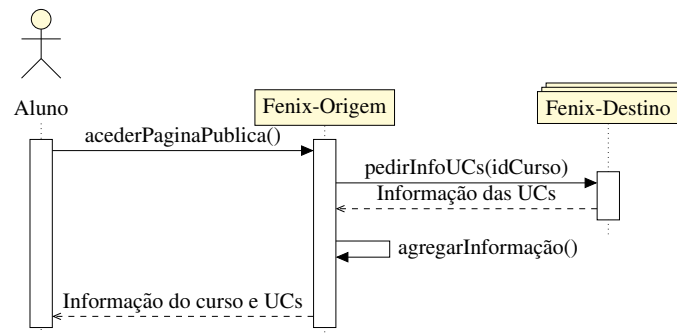 Aluno
Fenix-Origem
Fenix-Destino
acederPaginaPublica()
pedirInfoUCs(idCurso)
Informação das UCs
agregarInformação()
Informação do curso e UCs